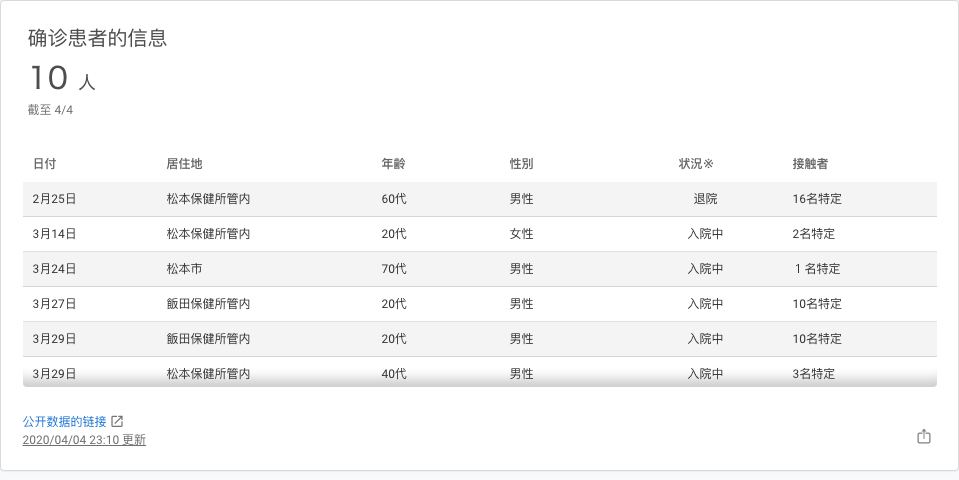 确诊患者的信息
10 人
截至 4/4
日付 居住地 年齢 性別 状況※ 接触者
2月25日 松本保健所管内 60代 男性 退院 16名特定
3月14日 松本保健所管内 20代 女性 入院中 2名特定
3月24日 松本市 70代 男性 入院中 1 名特定
3月27日 飯田保健所管内 20代 男性 入院中 10名特定
3月29日 飯田保健所管内 20代 男性 入院中 10名特定
3月29日 松本保健所管内 40代 男性 入院中 3名特定
公开数据的链接
2020/04/04 23:10 更新